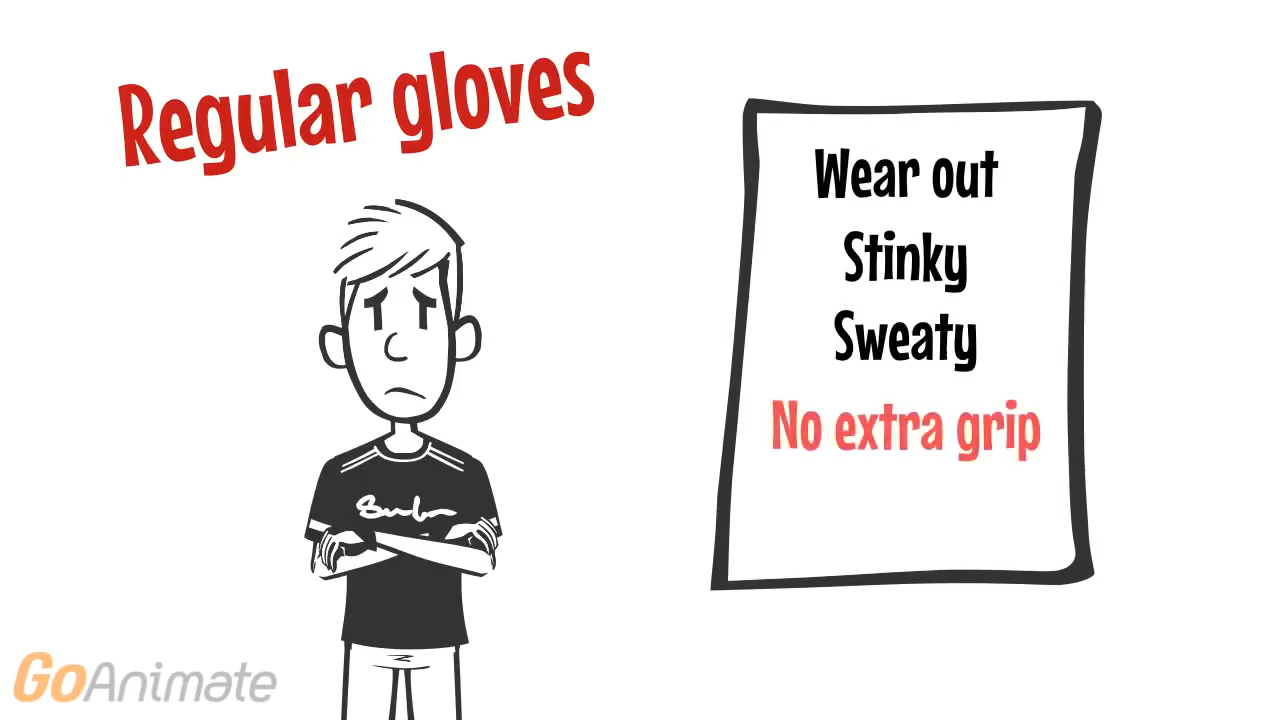 Regular gloves
Wear out
Stinky
Sweaty
No extra grip
GoAnimate